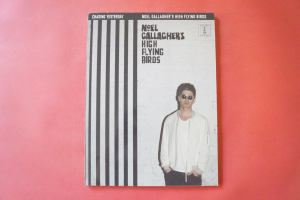 CHASING YESTERDAY
NOEL GALLAGHER'S HIGH FLYING BIRDS
NOEL
GALLAGHER'S
HIGH
FLYING
BIRDS